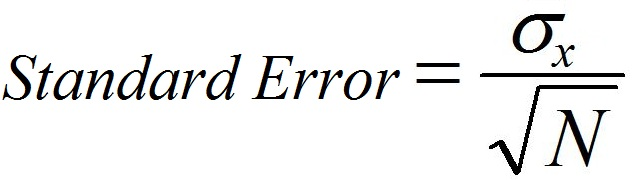 Standard Error = σx / √N